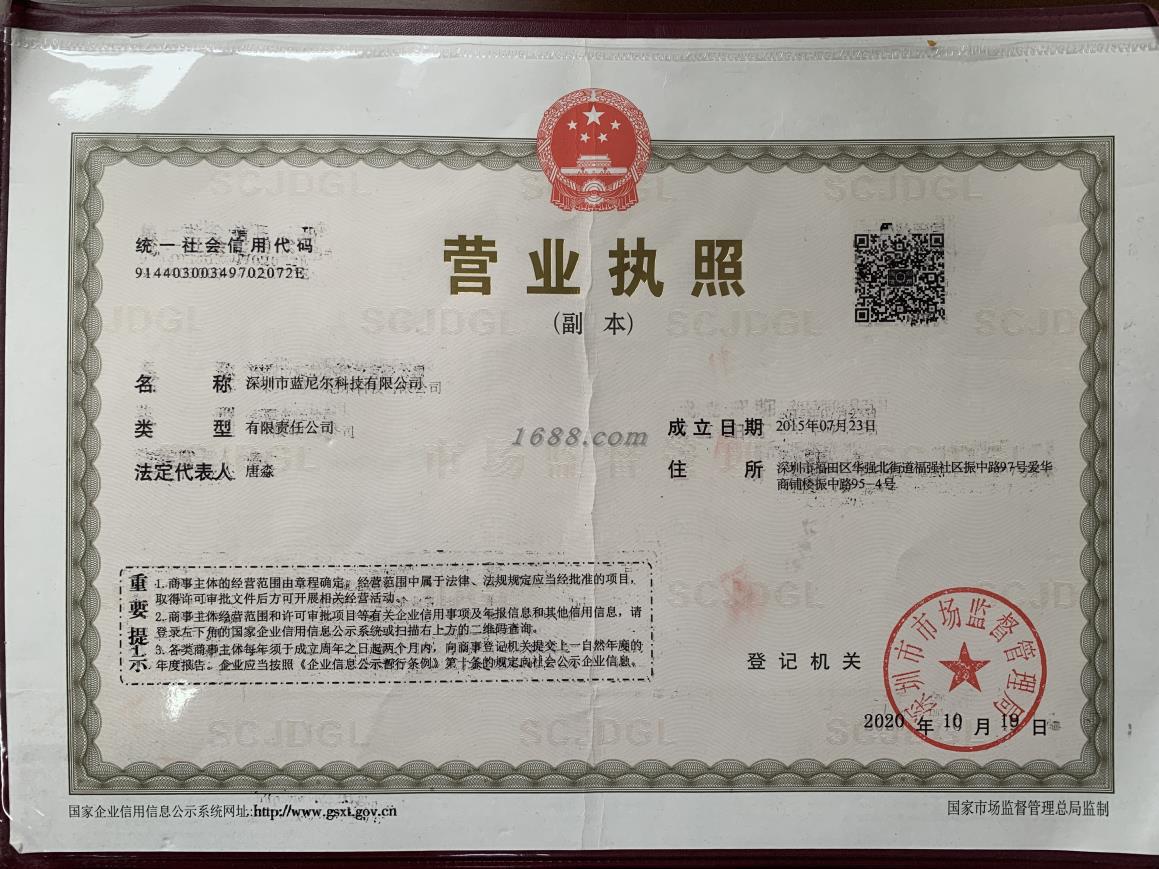 统一社会信用代码
91440300349702072E
营业执照
(副 本)
名 称 深圳市蓝尼尔科技有限公司
类 型 有限责任公司
法定代表人 唐淼
1688.com
成立日期 2015年07月23日
住 所 深圳市福田区华强北街道福强社区振中路97号爱华
商铺楼振中路95-4号
重要提示
1. 商事主体的经营范围由章程确定。经营范围中属于法律、法规规定应当经批准的项目,
取得许可审批文件后方可开展相关经营活动。
2. 商事主体经营范围和许可审批项目等有关企业信用事项及年报信息和其他信用信息,请
登录左下角的国家企业信用信息公示系统或扫描右上方的二维码查询。
3. 各类商事主体每年须于成立周年之日起两个月内,向商事登记机关提交上一自然年度的
年度报告。企业应当按照《企业信息公示暂行条例》第十条的规定向社会公示企业信息。
登记机关
深圳市市场监督管理局
2020 年 10 月 19 日
国家企业信用信息公示系统网址:http://www.gsxt.gov.cn
国家市场监督管理总局监制
SCJDGL